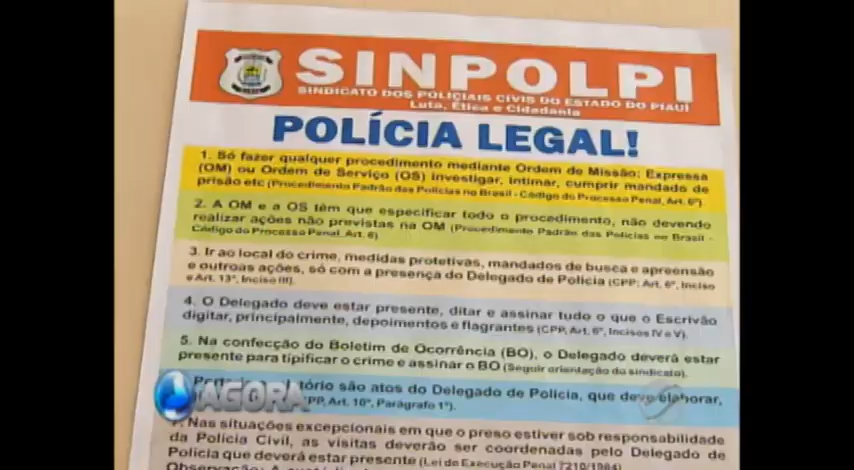 SINPOLPI
SINDICATO DOS POLICIAIS CIVIS DO ESTADO DO PIAUÍ
Luta, Ética e Cidadania
POLÍCIA LEGAL!
1. Só fazer qualquer procedimento mediante Ordem de Missão: Expressa
(OM) ou Ordem de Serviço (OS) investigar, intimar, cumprir mandado de
prisão etc (Procedimento Padrão das Polícias no Brasil - Código do Processo Penal, Art. 6º).
2. A OM e a OS têm que especificar todo o procedimento, não devendo
realizar ações não previstas na OM (Procedimento Padrão das Polícias no Brasil -
Código do Processo Penal, Art. 6)
3. Ir ao local do crime, medidas protetivas, mandados de busca e apreensão
e outroas ações, só com a presença do Delegado de Polícia (CPP; Art. 6º, Inciso
e Art. 13º, Inciso III).
4. O Delegado deve estar presente, ditar e assinar tudo o que o Escrivão
digitar, principalmente, depoimentos e flagrantes (CPP, Art. 6º, Incisos IV e V).
5. Na confecção do Boletim de Ocorrência (BO), o Delegado deverá estar
presente para tipificar o crime e assinar o BO (Seguir orientação do sindicato).
são atos do Delegado de Polícia, que deve elaborar,
Art. 10º, Parágrafo 1º).
AGORA
7. Nas situações excepcionais em que o preso estiver sob responsabilidade
da Polícia Civil, as visitas deverão ser coordenadas pelo Delegado de
Polícia que deverá estar presente (Lei de Execução Penal 7210/1984)